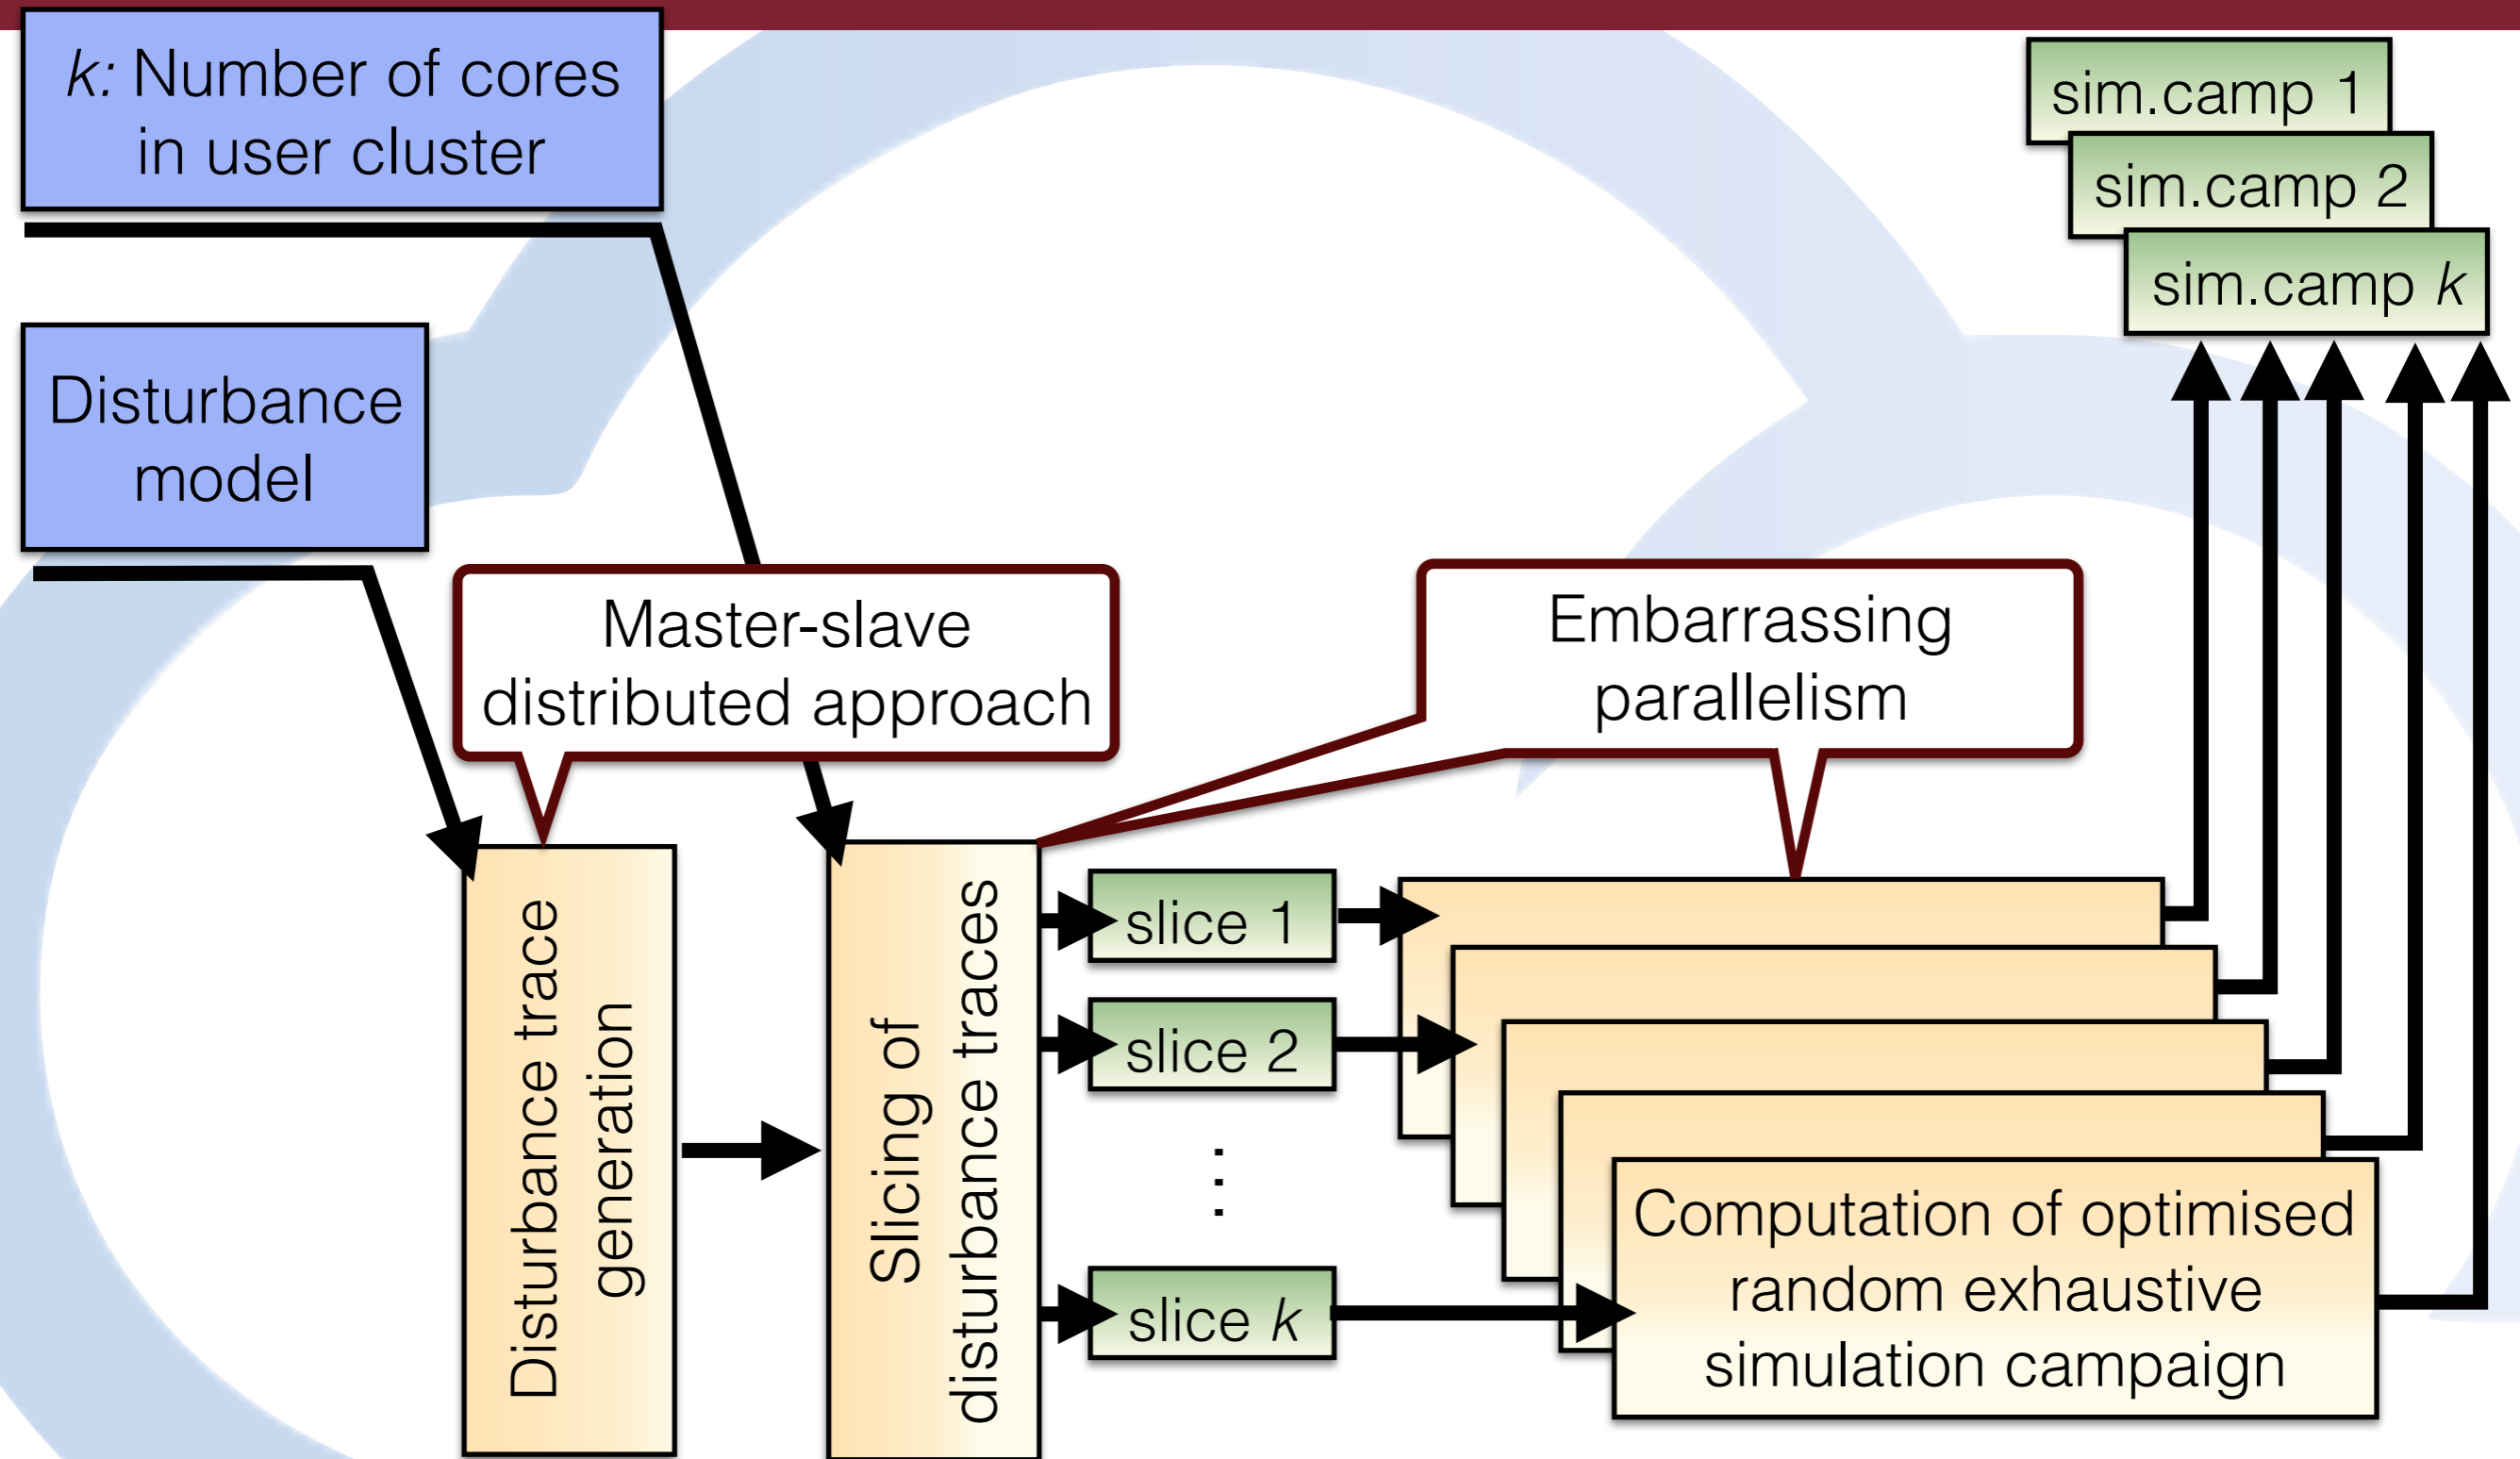 k: Number of cores
in user cluster
sim.camp 1
sim.camp 2
sim.camp k
Disturbance
model
Master-slave
distributed approach
Embarrassing
parallelism
Disturbance trace
generation
Slicing of
disturbance traces
slice 1
slice 2
⋮
slice k
Computation of optimised
random exhaustive
simulation campaign